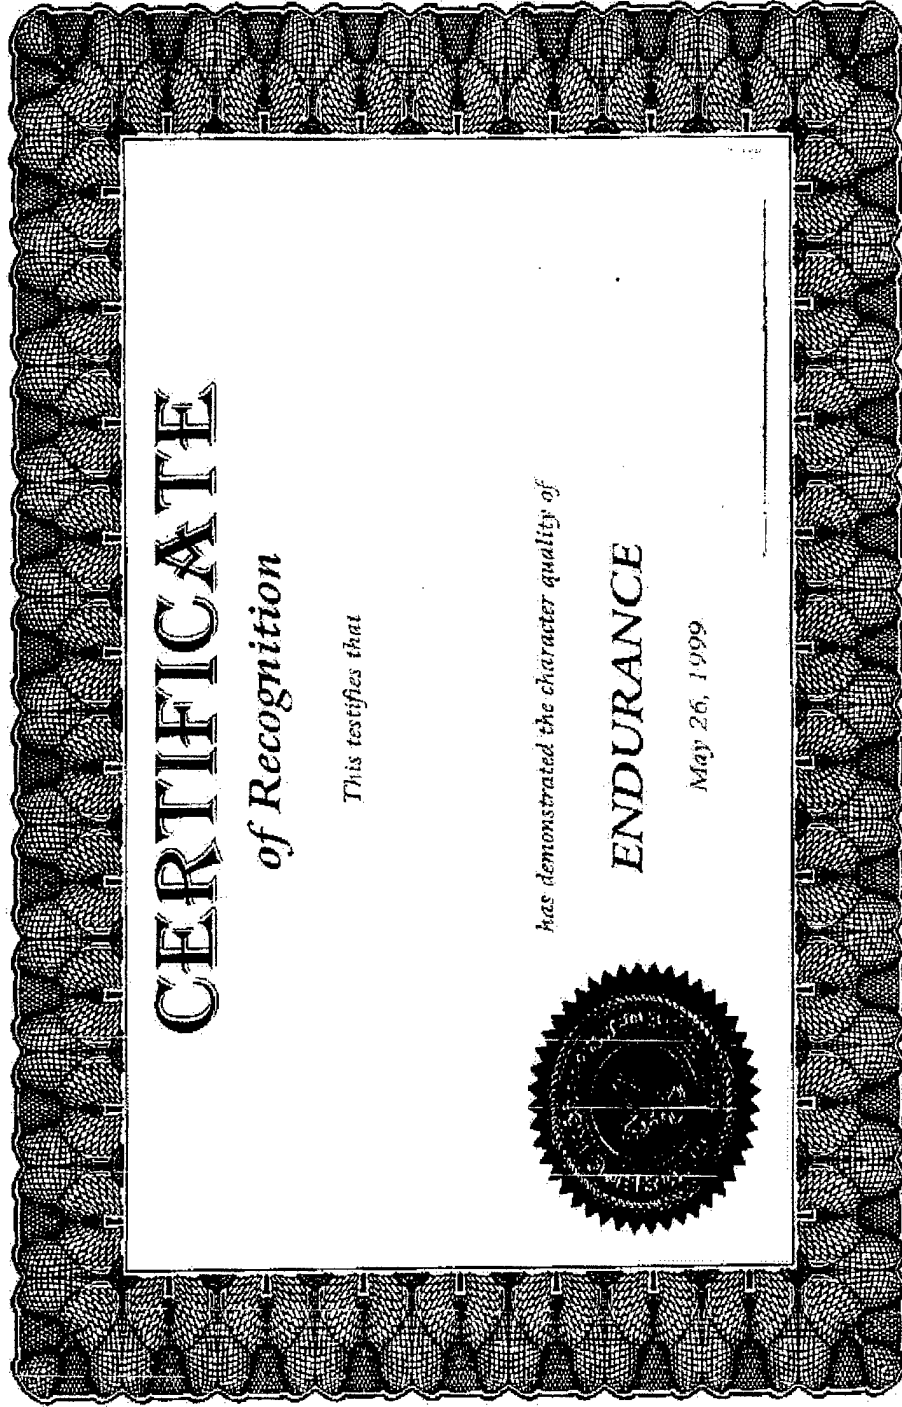 CERTIFICATE
of Recognition
This testifies that
has demonstrated the character quality of
ENDURANCE
May 26, 1999